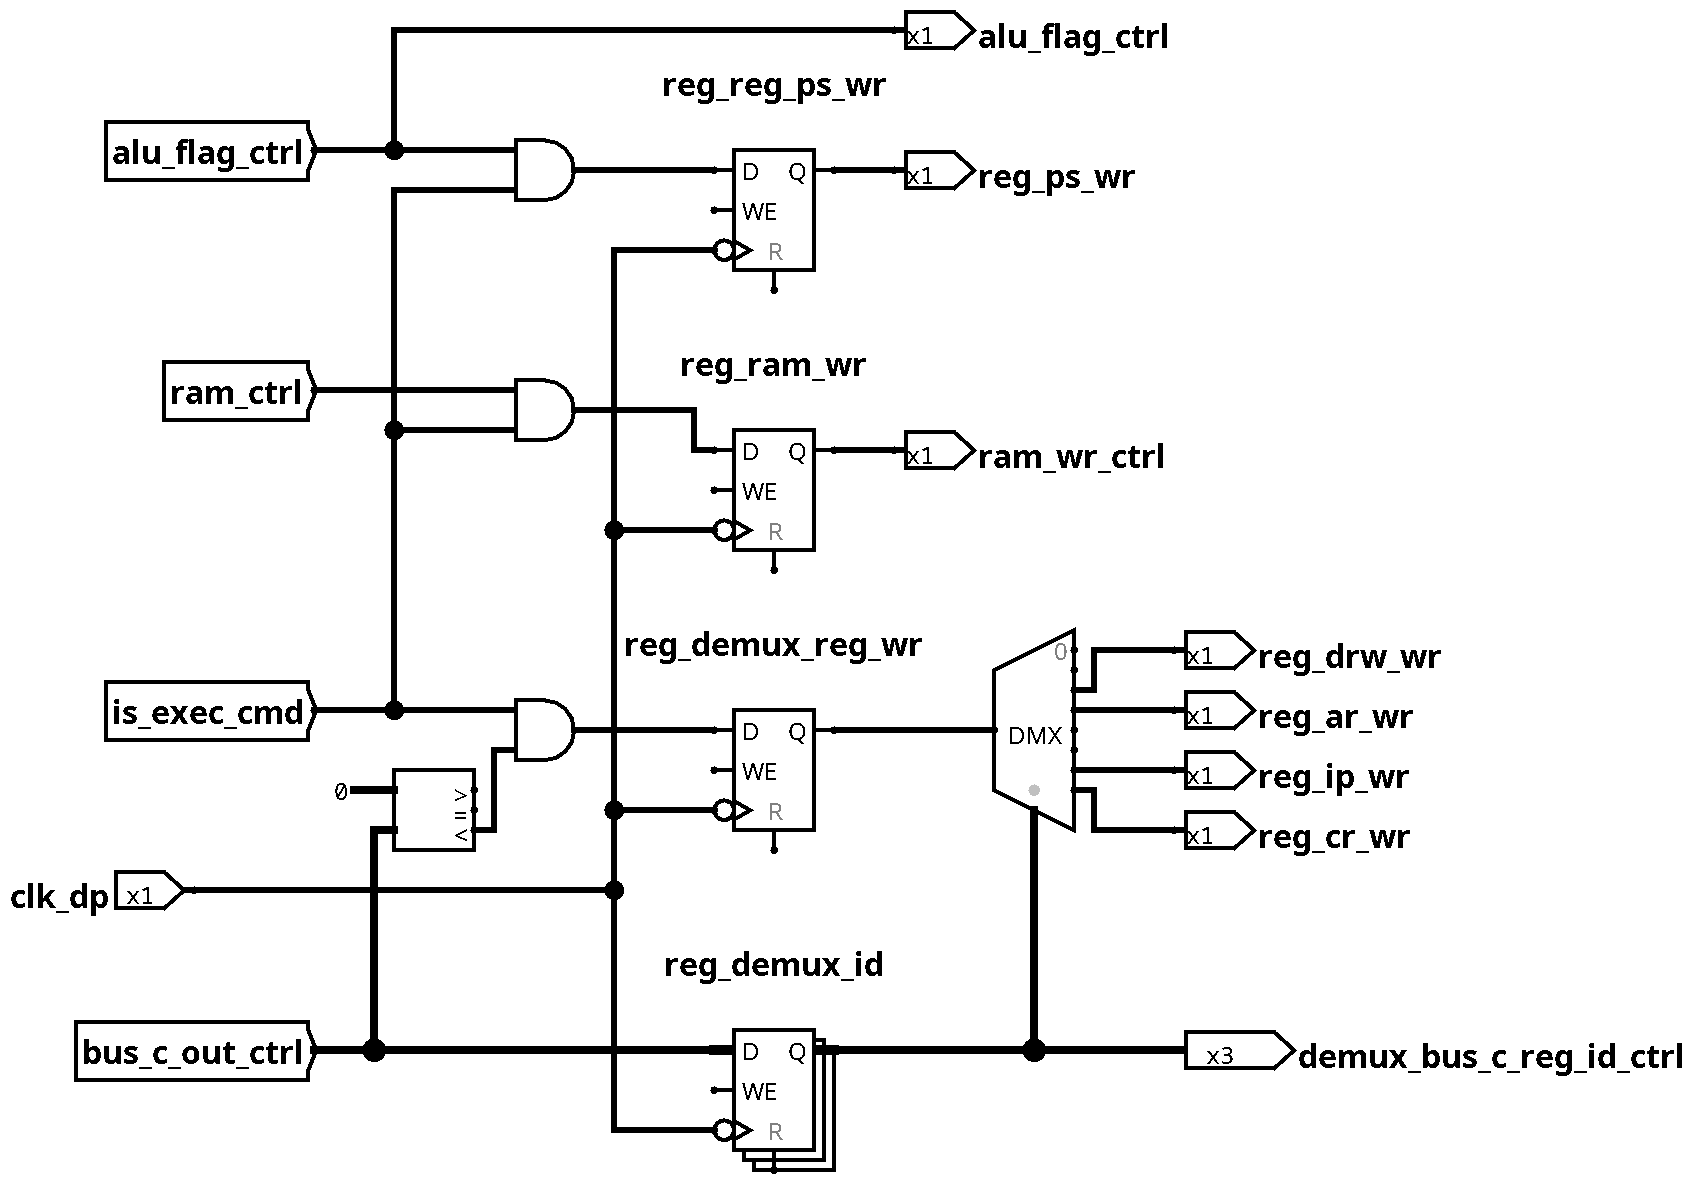 x1 alu_flag_ctrl
reg_reg_ps_wr
alu_flag_ctrl
D Q
x1 reg_ps_wr
WE
R
reg_ram_wr
ram_ctrl
D Q
x1 ram_wr_ctrl
WE
R
reg_demux_reg_wr
0
x1 reg_drw_wr
is_exec_cmd
D Q
x1 reg_ar_wr
DMX
WE
x1 reg_ip_wr
0
> = <
R
x1 reg_cr_wr
clk_dp x1
reg_demux_id
bus_c_out_ctrl
D Q
x3 demux_bus_c_reg_id_ctrl
WE
R